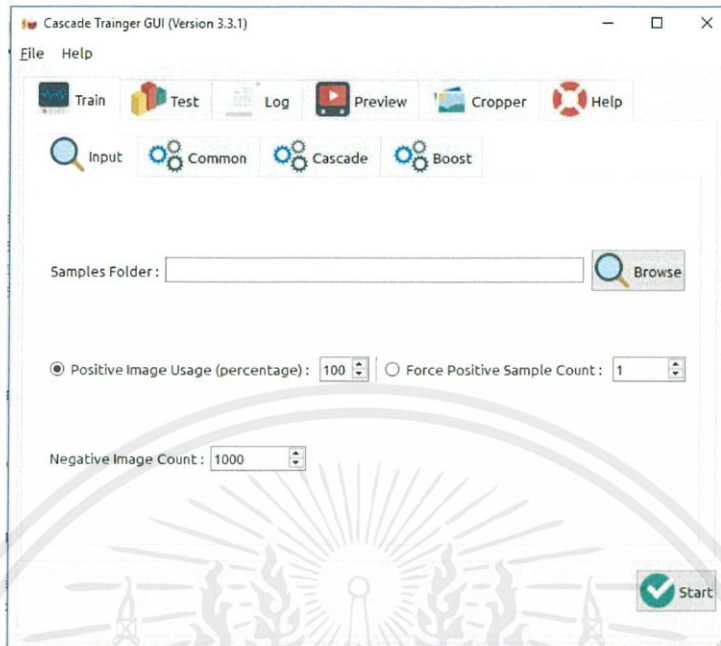 Cascade Trainger GUI (Version 3.3.1)
File Help
Train Test Log Preview Cropper Help
Input Common Cascade Boost
Samples Folder : Browse
Positive Image Usage (percentage) : 100 Force Positive Sample Count : 1
Negative Image Count : 1000
Start